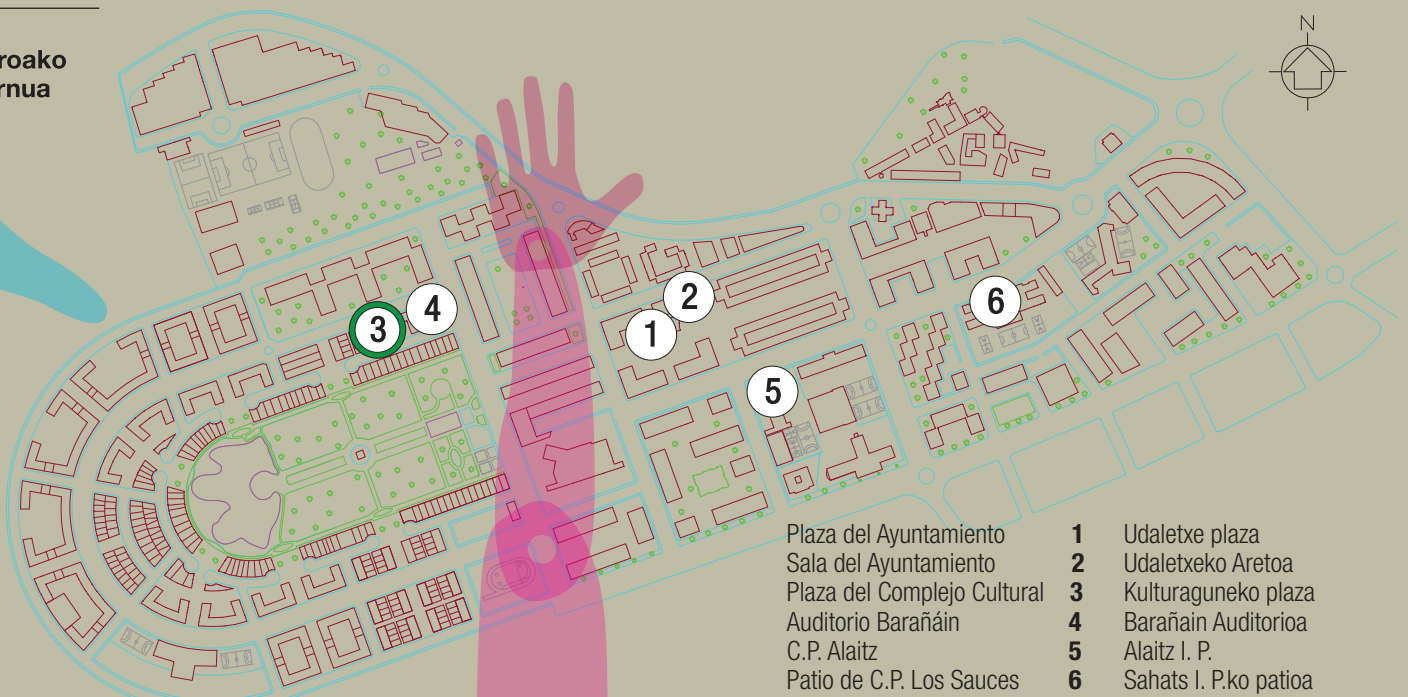 roako
rnua
N
2
6
4
3
1
5
Plaza del Ayuntamiento 1 Udaletxe plaza
Sala del Ayuntamiento 2 Udaletxeko Aretoa
Plaza del Complejo Cultural 3 Kulturaguneko plaza
Auditorio Barañáin 4 Barañain Auditorioa
C.P. Alaitz 5 Alaitz I. P.
Patio de C.P. Los Sauces 6 Sahats I. P.ko patioa